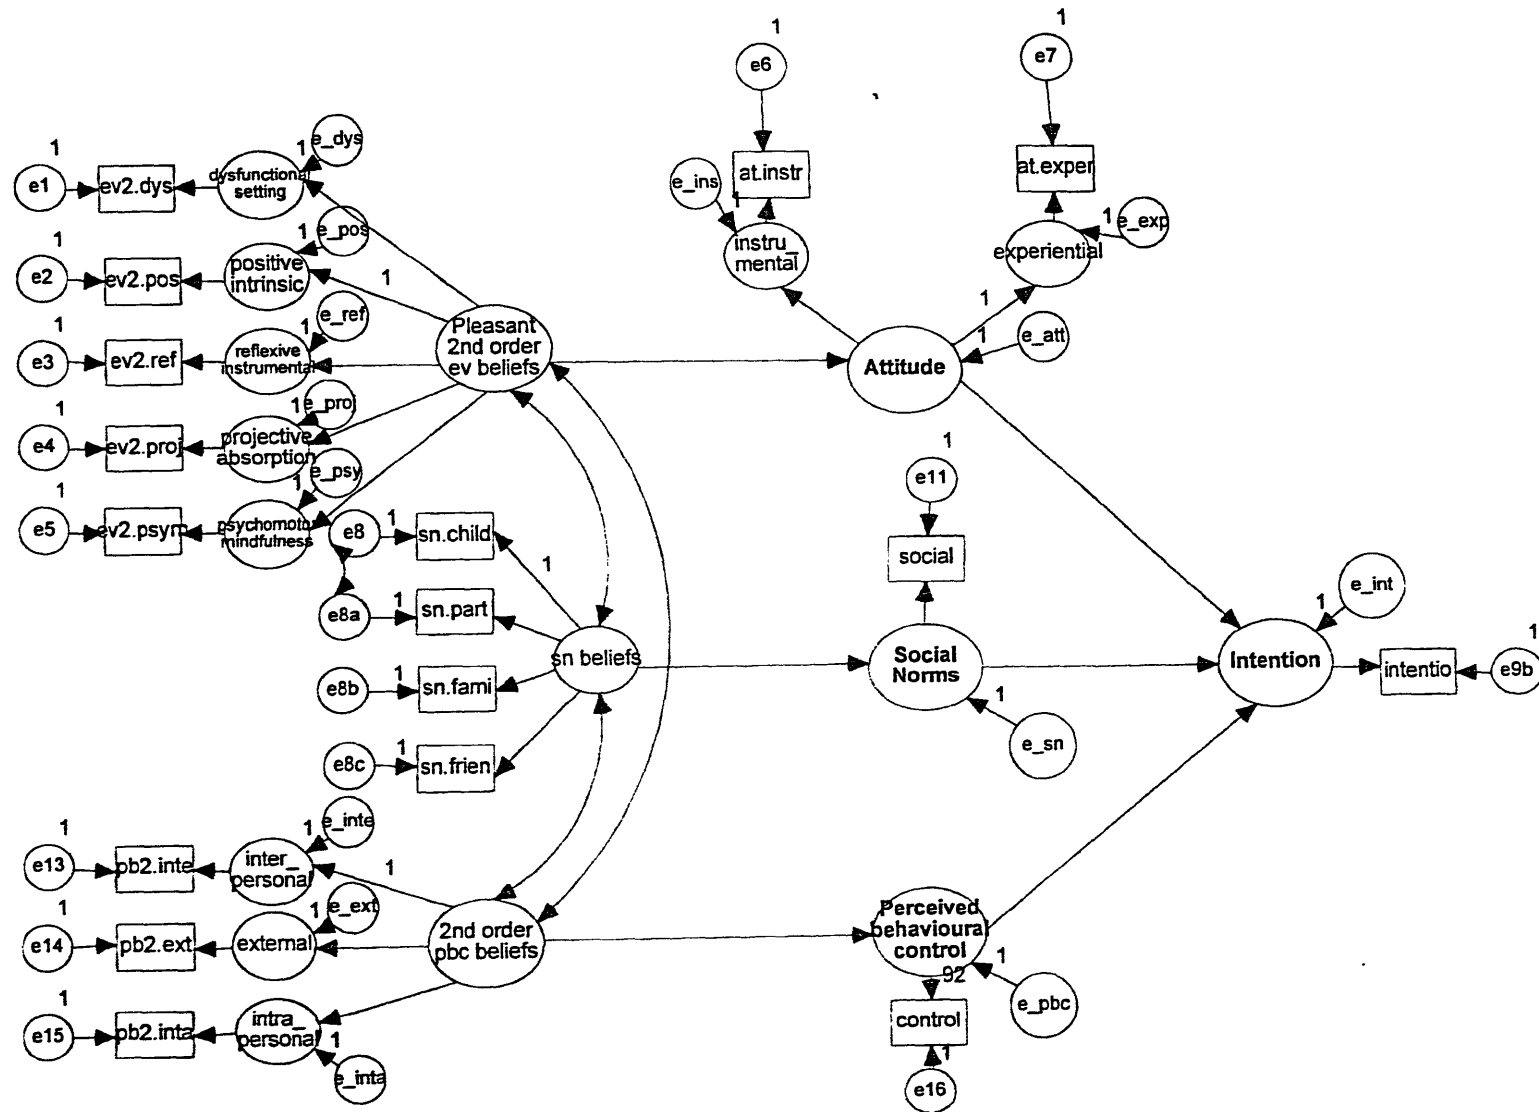 1
e6
1
e7
at.instr
at.exper
e_ins
1
instru_
mental
1
e_exp
experiential
1
1
e_att
Attitude
1
e1
ev2.dys
dysfunctional
setting
1
e_dys
1
e2
ev2.pos
positive
intrinsic
1
e_pos
1
1
e3
ev2.ref
reflexive
instrumental
1
e_ref
Pleasant
2nd order
ev beliefs
1
e4
ev2.proj
projective
absorption
1
e_proj
1
e5
ev2.psym
psychomoto
mindfulness
1
e_psy
e8
1
sn.child
1
e8a
1
sn.part
e8b
1
sn.fami
e8c
1
sn.frien
sn beliefs
1
e11
social
Social
Norms
1
e_sn
1
e_int
Intention
intentio
1
e9b
1
e13
pb2.inte
inter_
personal
1
e_inte
1
1
e14
pb2.ext
external
1
e_ext
2nd order
pbc beliefs
1
e15
pb2.inta
intra_
personal
1
e_inta
Perceived
behavioural
control
92
1
e_pbc
control
1
e16